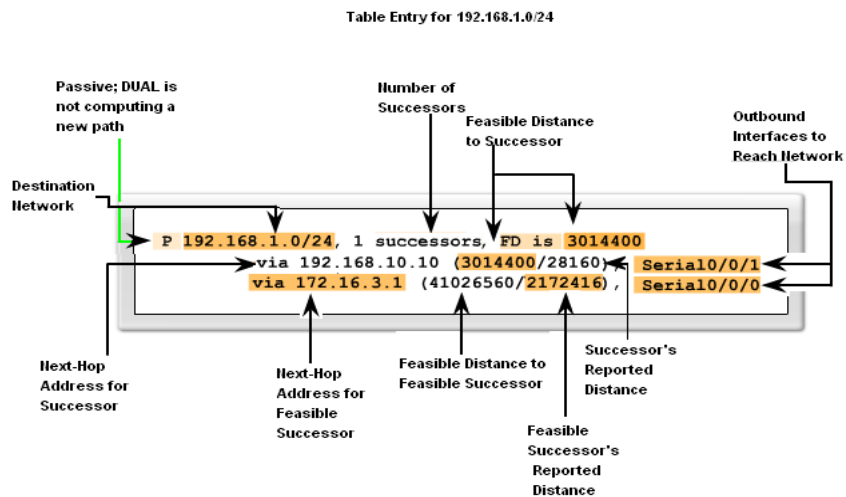 Table Entry for 192.168.1.0/24
Passive; DUAL is
not computing a
new path
Number of
Successors
Feasible Distance
to Successor
Outbound
Interfaces to
Reach Network
Destination
Network
P 192.168.1.0/24, 1 successors, FD is 3014400
via 192.168.10.10 (3014400/28160), Serial0/0/1
via 172.16.3.1 (41026560/2172416), Serial0/0/0
Next-Hop
Address for
Successor
Next-Hop
Address for
Feasible
Successor
Feasible Distance to
Feasible Successor
Successor's
Reported
Distance
Feasible
Successor's
Reported
Distance